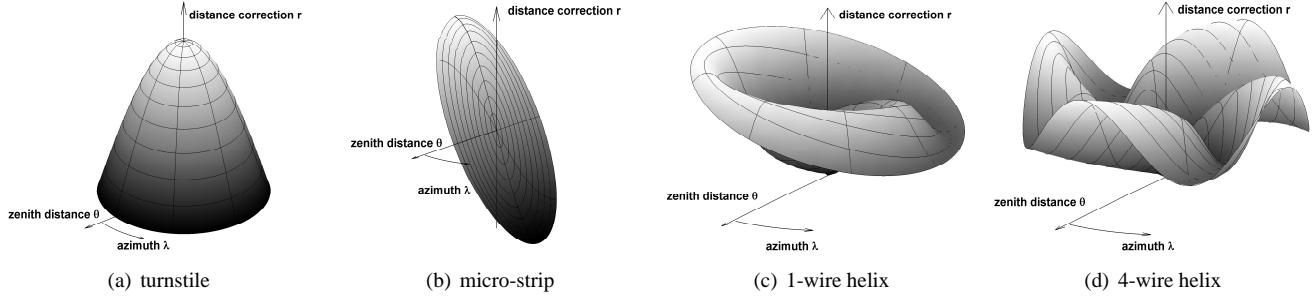 distance correction r
zenith distance θ
azimuth λ
(a) turnstile
distance correction r
zenith distance θ
azimuth λ
(b) micro-strip
distance correction r
zenith distance θ
azimuth λ
(c) 1-wire helix
distance correction r
zenith distance θ
azimuth λ
(d) 4-wire helix